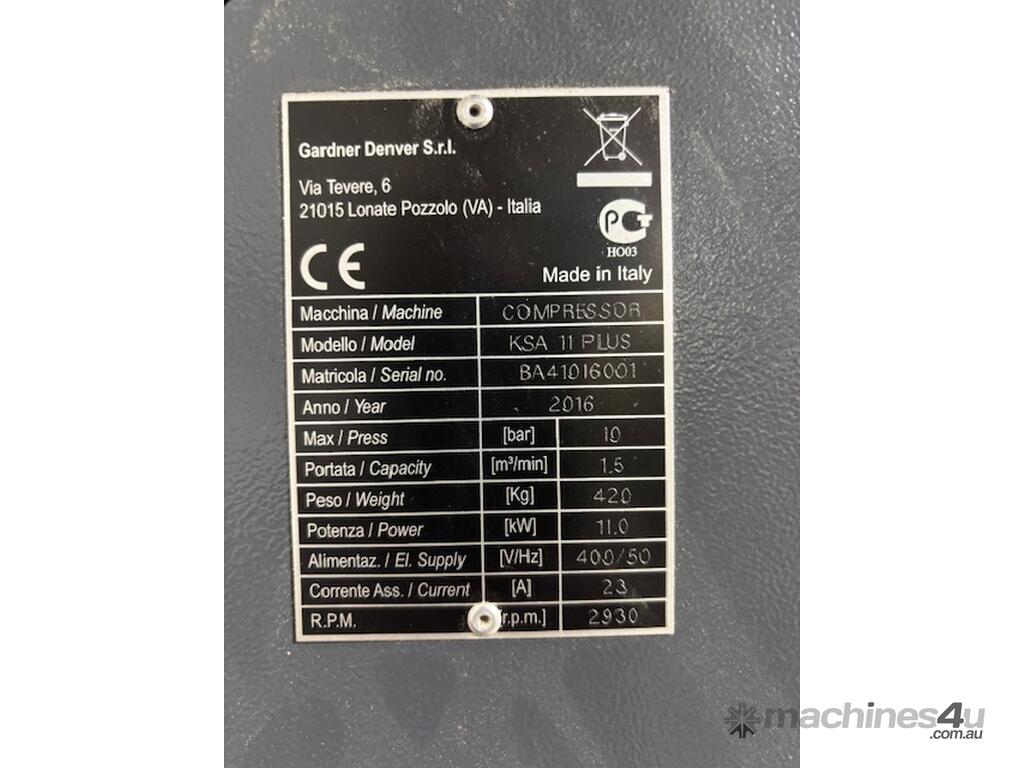 Gardner Denver S.r.l.
Via Tevere, 6
21015 Lonate Pozzolo (VA) - Italia
PCT
HO03
CE
Made in Italy
Macchina / Machine COMPRESSOR
Modello / Model KSA 11 PLUS
Matricola / Serial no. BA41016001
Anno / Year 2016
Max / Press [bar] 10
Portata / Capacity [m³/min] 1.5
Peso / Weight [Kg] 420
Potenza / Power [kW] 11.0
Alimentaz. / El. Supply [V/Hz] 400/50
Corrente Ass. / Current [A] 23
R.P.M. [r.p.m.] 2930
machines4u
.com.au